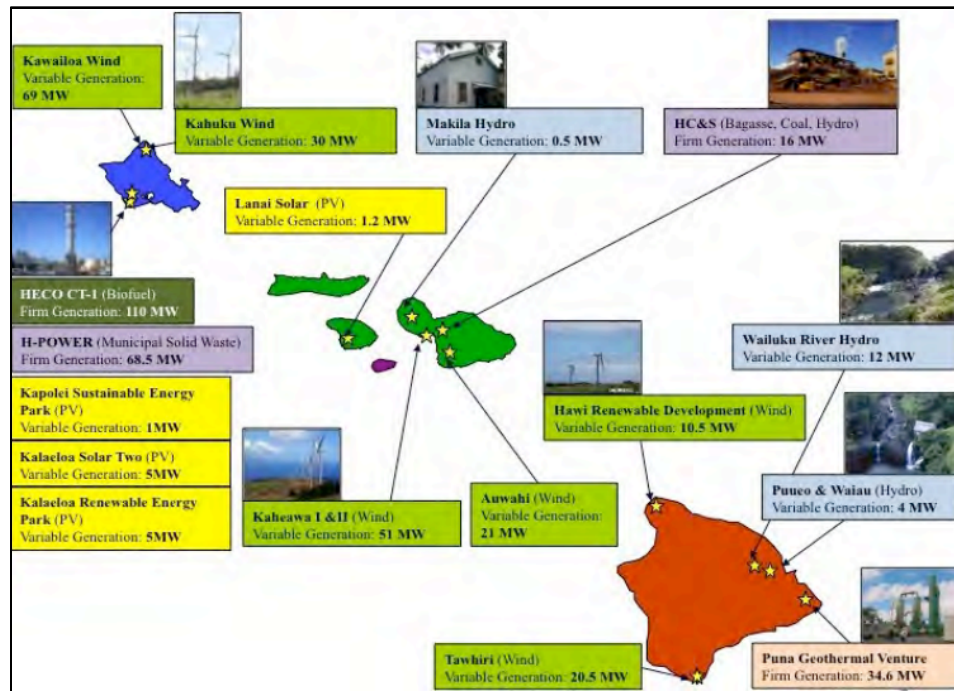 Kawailoa Wind
Variable Generation:
69 MW
Kahuku Wind
Variable Generation: 30 MW
Makila Hydro
Variable Generation: 0.5 MW
HC&S (Bagasse, Coal, Hydro)
Firm Generation: 16 MW
Lanai Solar (PV)
Variable Generation: 1.2 MW
HECO CT-1 (Biofuel)
Firm Generation: 110 MW
H-POWER (Municipal Solid Waste)
Firm Generation: 68.5 MW
Kapolei Sustainable Energy
Park (PV)
Variable Generation: 1MW
Kalaeloa Solar Two (PV)
Variable Generation: 5MW
Kalaeloa Renewable Energy
Park (PV)
Variable Generation: 5MW
Kaheawa I &II (Wind)
Variable Generation: 51 MW
Auwahi (Wind)
Variable Generation:
21 MW
Hawi Renewable Development (Wind)
Variable Generation: 10.5 MW
Wailuku River Hydro
Variable Generation: 12 MW
Puueo & Waiau (Hydro)
Variable Generation: 4 MW
Tawhiri (Wind)
Variable Generation: 20.5 MW
Puna Geothermal Venture
Firm Generation: 34.6 MW